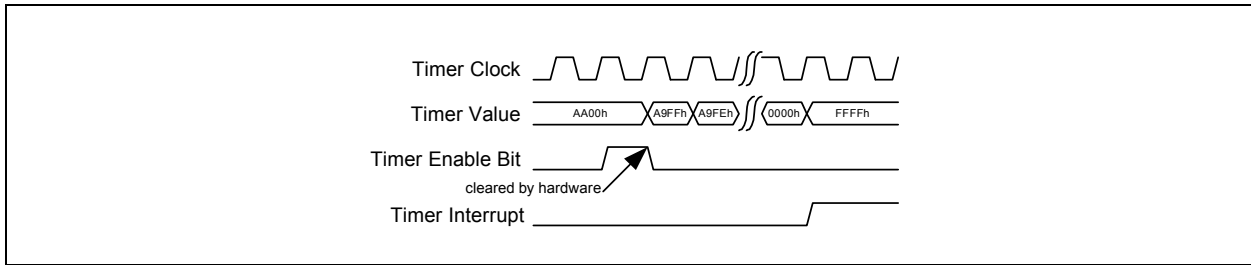 Timer Clock
Timer Value AA00h A9FFh A9FEh 0000h FFFFh
Timer Enable Bit
cleared by hardware
Timer Interrupt